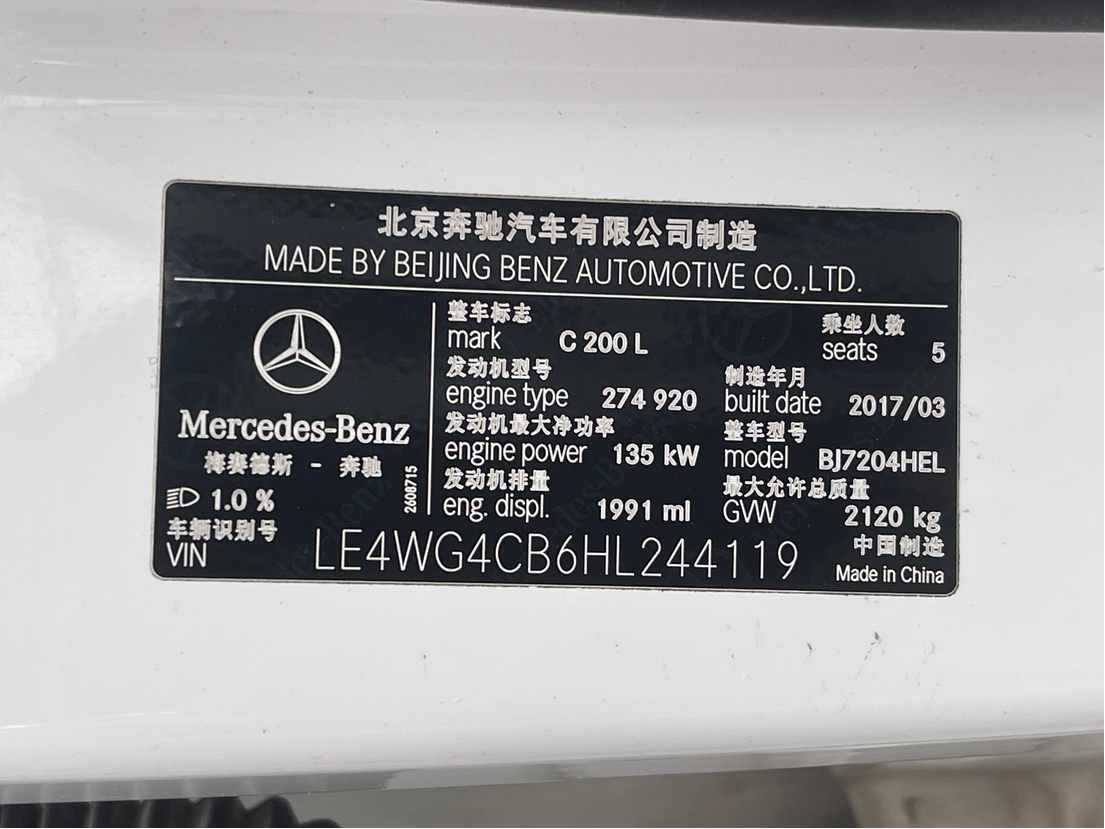 北京奔驰汽车有限公司制造
MADE BY BEIJING BENZ AUTOMOTIVE CO.,LTD.
Mercedes-Benz
梅赛德斯 - 奔驰
1.0 %
2608715
整车标志
mark C 200 L
乘坐人数
seats 5
发动机型号
engine type 274 920
制造年月
built date 2017/03
发动机最大净功率
engine power 135 kW
整车型号
model BJ7204HEL
发动机排量
eng. displ. 1991 ml
最大允许总质量
GVW 2120 kg
车辆识别号
VIN LE4WG4CB6HL244119
中国制造
Made in China